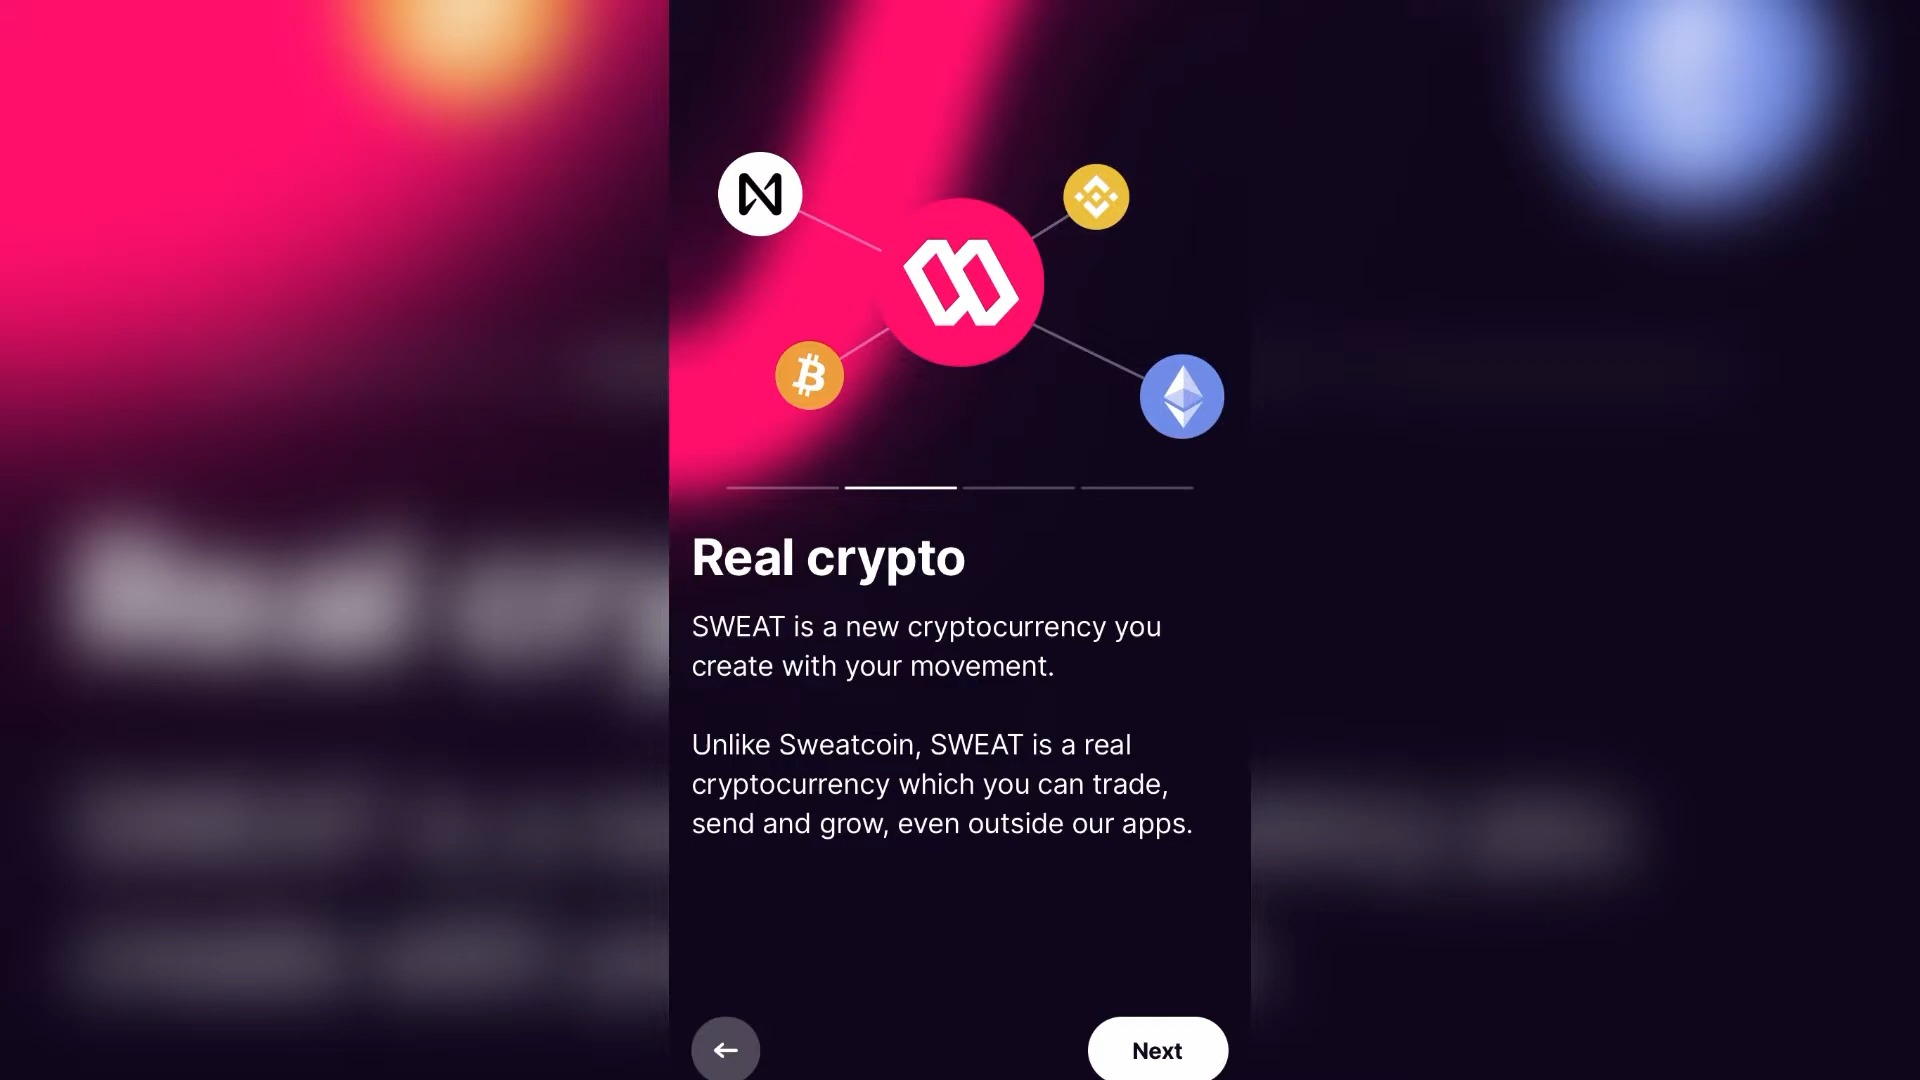 Real crypto
SWEAT is a new cryptocurrency you
create with your movement.
Unlike Sweatcoin, SWEAT is a real
cryptocurrency which you can trade,
send and grow, even outside our apps.
Next